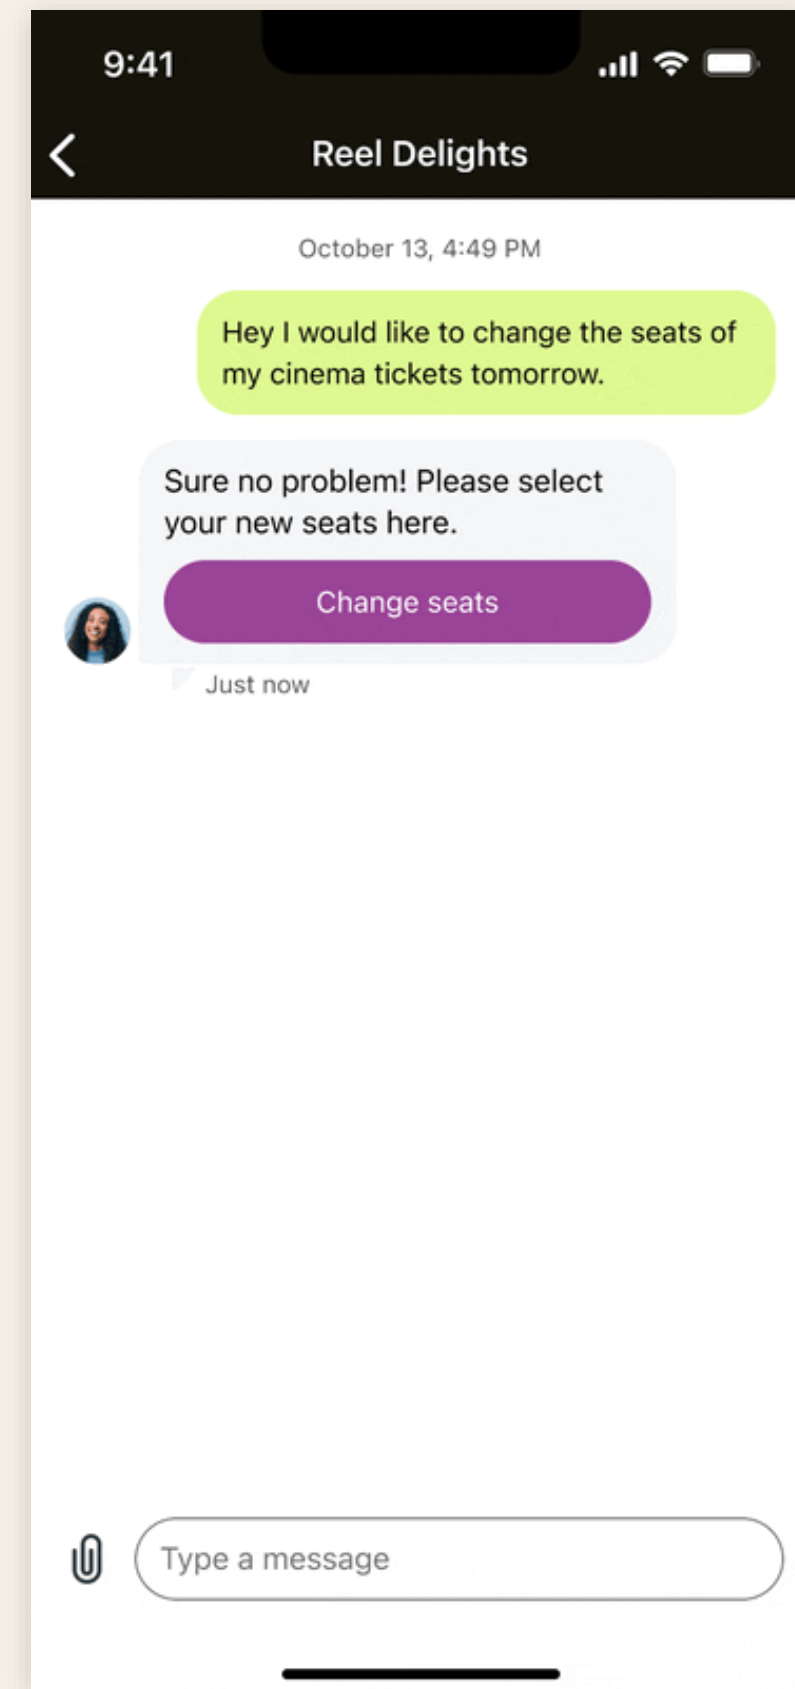 9:41
Reel Delights
October 13, 4:49 PM
Hey I would like to change the seats of
my cinema tickets tomorrow.
Sure no problem! Please select
your new seats here.
Change seats
Just now
Type a message